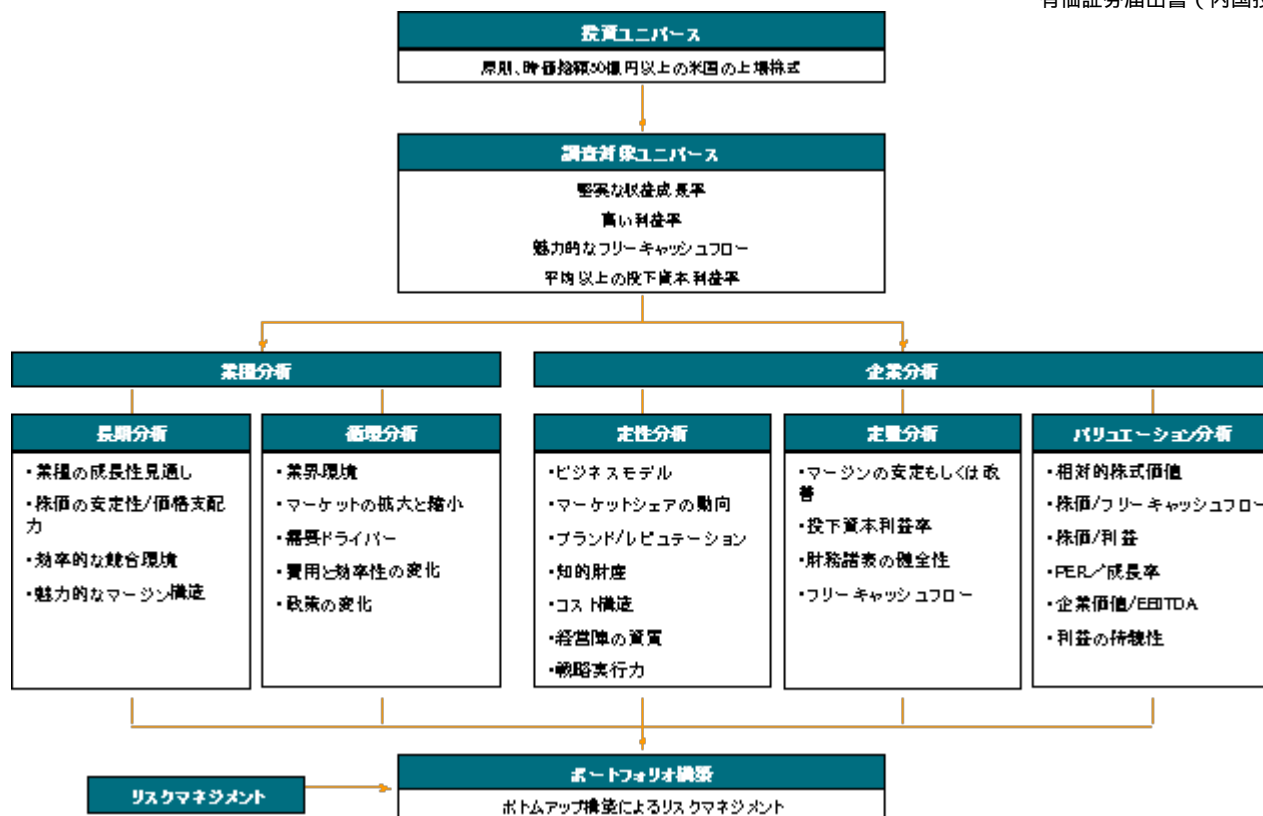 有価証券届出書（内国投
投資ユニバース
原則、時価総額50億円以上の米国の上場株式
調査対象ユニバース
堅実な収益成長率
高い利益率
魅力的なフリーキャッシュフロー
平均以上の投下資本利益率
業種分析
企業分析
長期分析
・業種の成長性見通し
・株価の安定性/価格支配
力
・効率的な競合環境
・魅力的なマージン構造
循環分析
・業界環境
・マーケットの拡大と縮小
・需要ドライバー
・費用と効率性の変化
・政策の変化
定性分析
・ビジネスモデル
・マーケットシェアの動向
・ブランド/レピュテーション
・知的財産
・コスト構造
・経営陣の資質
・戦略実行力
定量分析
・マージンの安定もしくは改
善
・投下資本利益率
・財務諸表の健全性
・フリーキャッシュフロー
バリュエーション分析
・相対的株式価値
・株価/フリーキャッシュフロー
・株価/利益
・PER／成長率
・企業価値/EBITDA
・利益の持続性
リスクマネジメント
ポートフォリオ構築
ボトムアップ構築によるリスクマネジメント